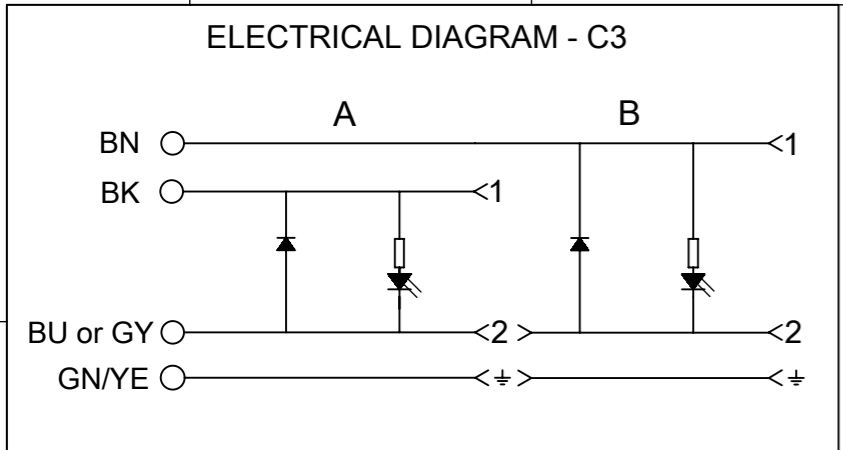 ELECTRICAL DIAGRAM - C3
A B
BN 1
BK 1
BU or GY 2 2
GN/YE